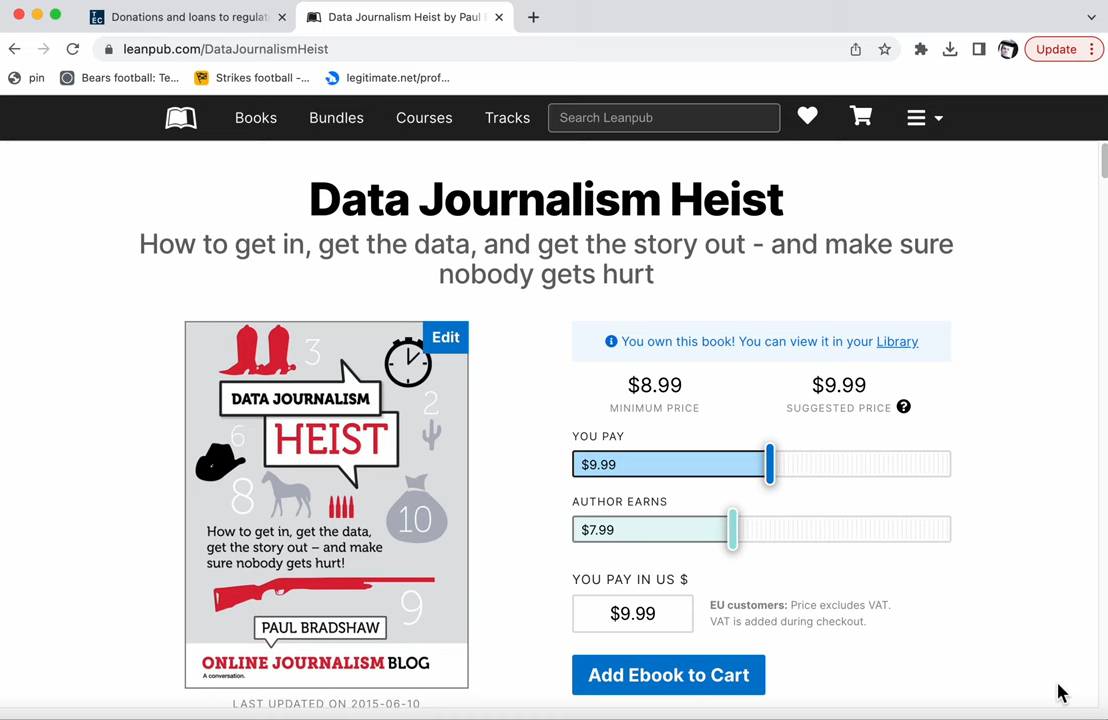 Donations and loans to regulat
Data Journalism Heist by Paul
leanpub.com/DataJournalismHeist
Update
pin
Bears football: Te...
Strikes football -...
legitimate.net/prof...
Books
Bundles
Courses
Tracks
Search Leanpub
Data Journalism Heist
How to get in, get the data, and get the story out - and make sure
nobody gets hurt
Edit
3
DATA JOURNALISM
HEIST
2
6
8
10
How to get in, get the data,
get the story out – and make
sure nobody gets hurt!
9
PAUL BRADSHAW
ONLINE JOURNALISM BLOG
A conversation.
LAST UPDATED ON 2015-06-10
You own this book! You can view it in your Library
$8.99
$9.99
MINIMUM PRICE
SUGGESTED PRICE ?
YOU PAY
$9.99
AUTHOR EARNS
$7.99
YOU PAY IN US $
$9.99
EU customers: Price excludes VAT.
VAT is added during checkout.
Add Ebook to Cart